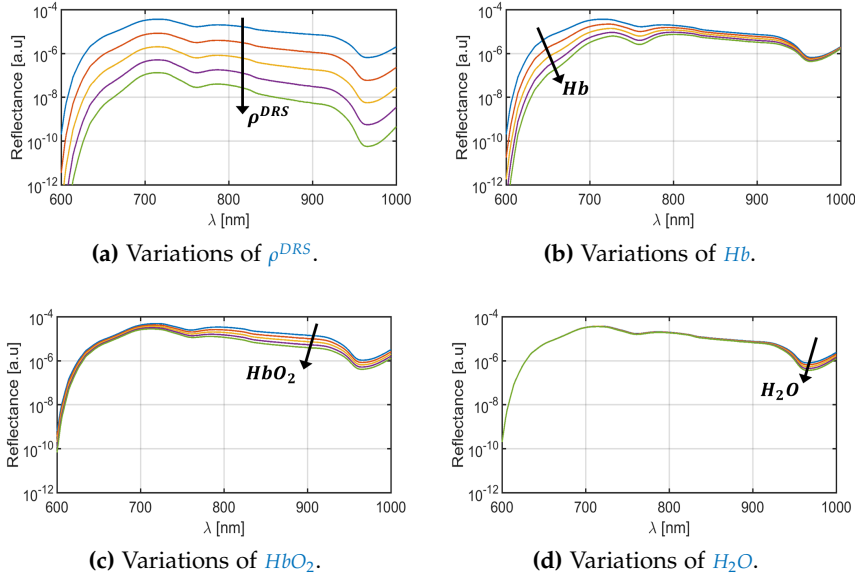 10^-4
10^-6
10^-8
10^-10
10^-12
Reflectance [a.u]
ρ^DRS
600 700 800 900 1000
λ [nm]
(a) Variations of ρ^DRS.
10^-4
10^-6
10^-8
10^-10
10^-12
Reflectance [a.u]
Hb
600 700 800 900 1000
λ [nm]
(b) Variations of Hb.
10^-4
10^-6
10^-8
10^-10
10^-12
Reflectance [a.u]
HbO₂
600 700 800 900 1000
λ [nm]
(c) Variations of HbO₂.
10^-4
10^-6
10^-8
10^-10
10^-12
Reflectance [a.u]
H₂O
600 700 800 900 1000
λ [nm]
(d) Variations of H₂O.